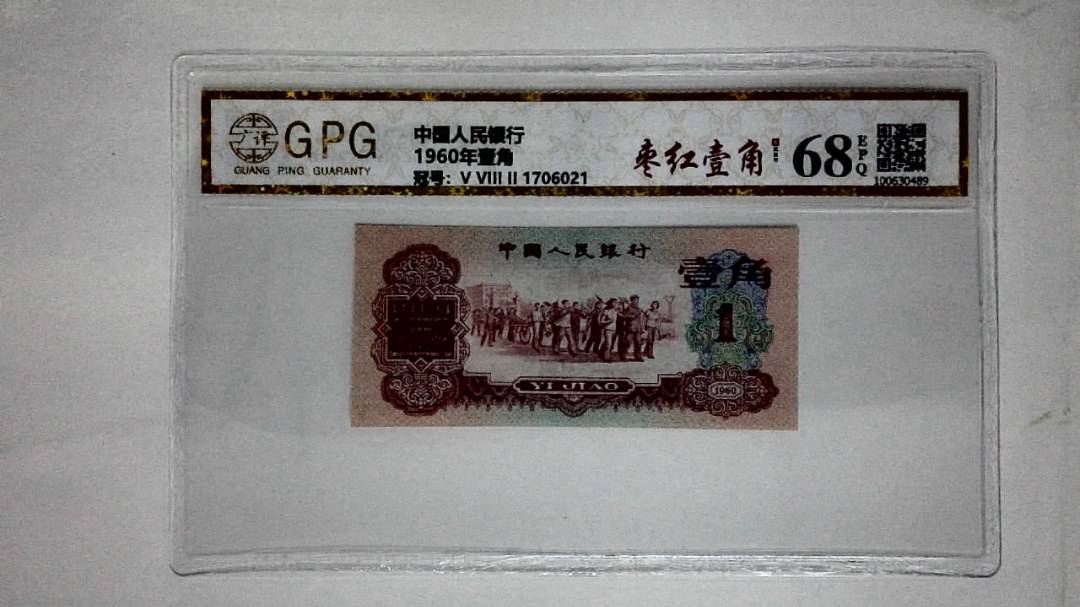 GPG
GUANG PING GUARANTY
中国人民银行
1960年壹角
冠号: V VIII II 1706021
枣红壹角
68
EPQ
100630489
中國人民銀行
壹角
1
YI JIAO
1960